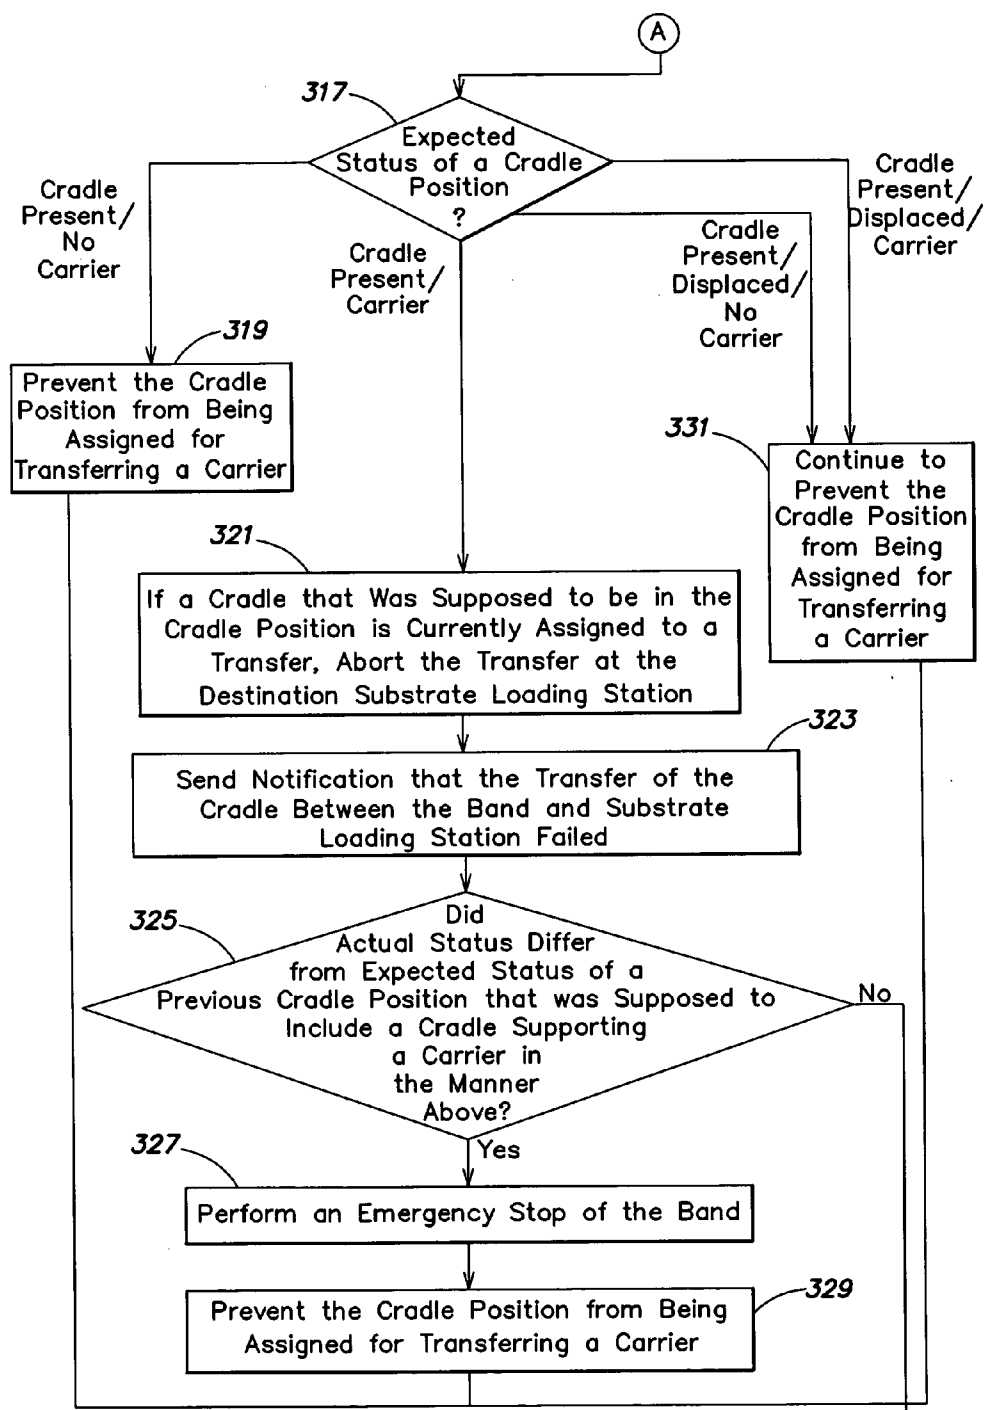 A
317
Expected
Status of a Cradle
Position
?
Cradle
Present/
No
Carrier
Cradle
Present/
Carrier
Cradle
Present/
Displaced/
No
Carrier
Cradle
Present/
Displaced/
Carrier
319
Prevent the Cradle
Position from Being
Assigned for
Transferring a Carrier
331
Continue to
Prevent the
Cradle Position
from Being
Assigned for
Transferring
a Carrier
321
If a Cradle that Was Supposed to be in the
Cradle Position is Currently Assigned to a
Transfer, Abort the Transfer at the
Destination Substrate Loading Station
323
Send Notification that the Transfer of the
Cradle Between the Band and Substrate
Loading Station Failed
325
Did
Actual Status Differ
from Expected Status of a
Previous Cradle Position that was Supposed to
Include a Cradle Supporting
a Carrier in
the Manner
Above?
No
Yes
327
Perform an Emergency Stop of the Band
329
Prevent the Cradle Position from Being
Assigned for Transferring a Carrier